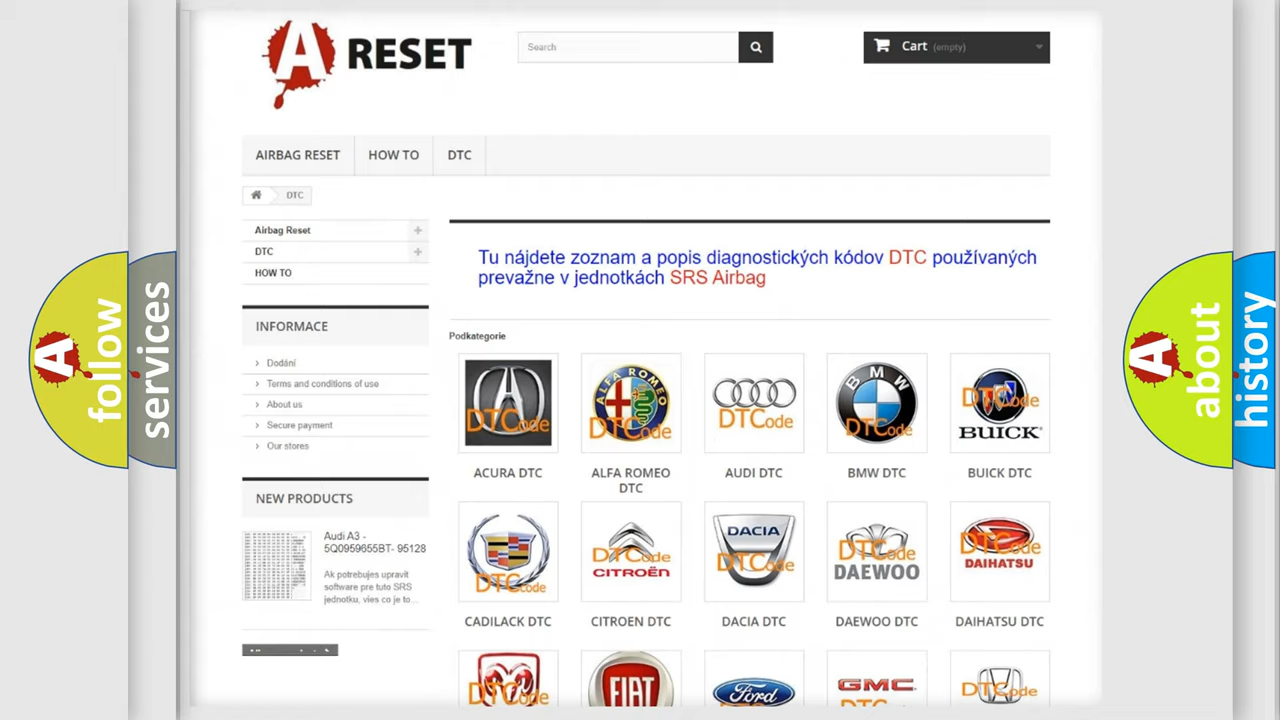 A RESET
Search
Cart (empty)
AIRBAG RESET
HOW TO
DTC
DTC
Airbag Reset
DTC
HOW TO
Tu nájdete zoznam a popis diagnostických kódov DTC používaných
prevažne v jednotkách SRS Airbag
INFORMACE
Dodání
Terms and conditions of use
About us
Secure payment
Our stores
NEW PRODUCTS
Audi A3 -
5Q0959655BT- 95128
Ak potrebujes upravit
software pre tuto SRS
jednotku, vies co je to...
Podkategorie
DTCode
ALFA ROMEO
DTCode
DTCode
BMW
DTCode
DTCode
BUICK
ACURA DTC
ALFA ROMEO
DTC
AUDI DTC
BMW DTC
BUICK DTC
DTCode
DTCode
CITROËN
DACIA
DTCode
DTCode
DAEWOO
DTCode
DAIHATSU
CADILACK DTC
CITROEN DTC
DACIA DTC
DAEWOO DTC
DAIHATSU DTC
DTCode
FIAT
Ford
GMC
DTCode
A follow
services
A about
history